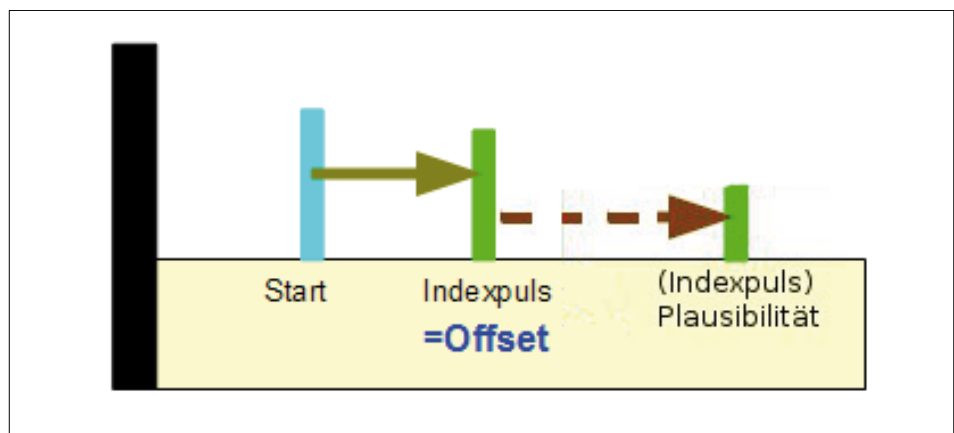 Start
Indexpuls
=Offset
(Indexpuls)
Plausibilität